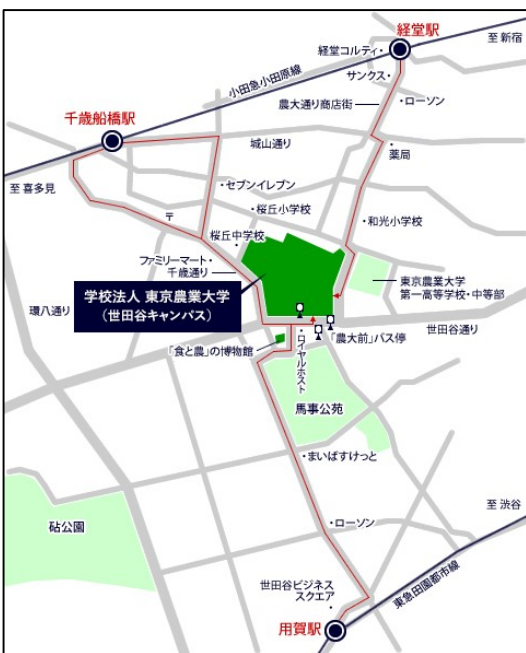 経堂駅
至 新宿
経堂コルティ
サンクス
小田急小田原線
ローソン
農大通り商店街
千歳船橋駅
城山通り
薬局
至 喜多見
セブンイレブン
桜丘小学校
〒
和光小学校
桜丘中学校
ファミリーマート
千歳通り
学校法人 東京農業大学
(世田谷キャンパス)
東京農業大学
第一高等学校・中等部
環八通り
世田谷通り
「農大前」バス停
「食と農」の博物館
ロイヤルホスト
馬事公苑
まいばすけっと
砧公園
至 渋谷
ローソン
東急田園都市線
世田谷ビジネス
スクエア
用賀駅